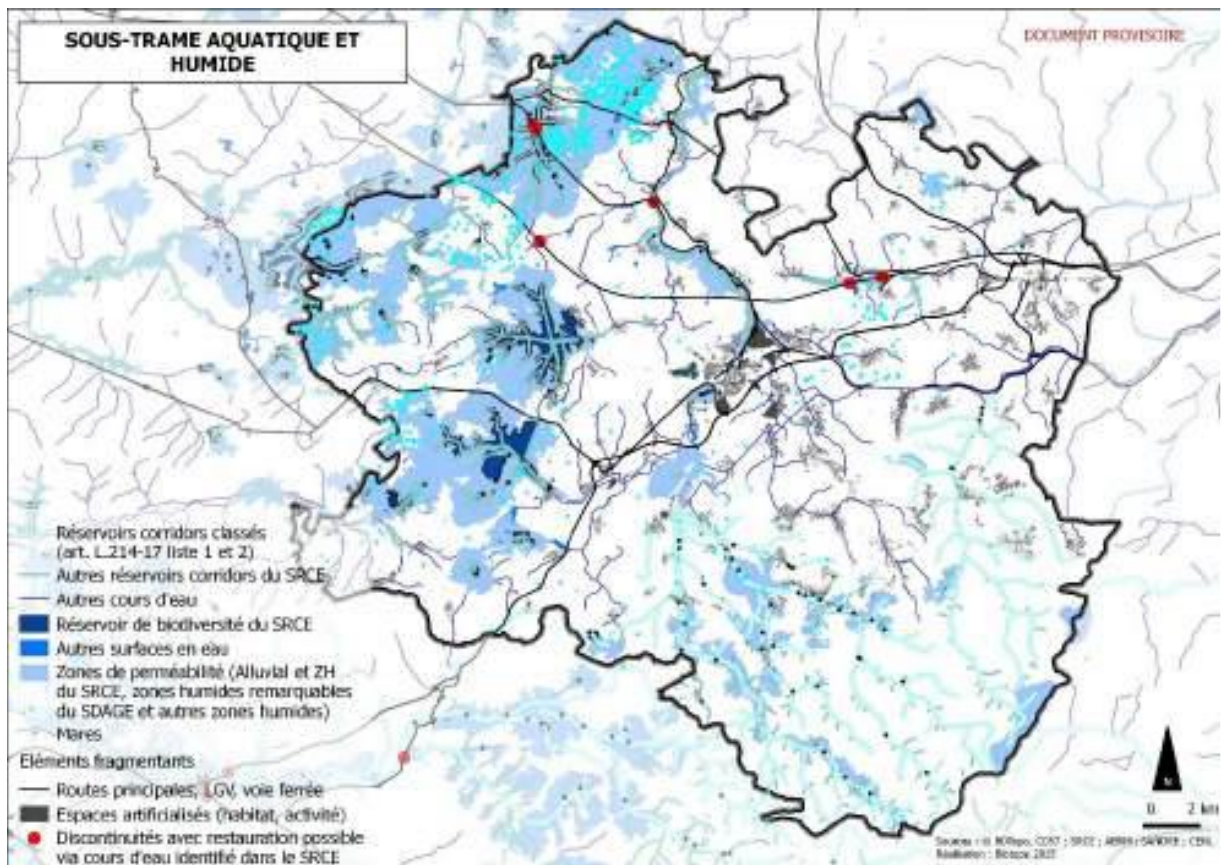 SOUS-TRAME AQUATIQUE ET
HUMIDE
DOCUMENT PROVISOIRE
Réservoirs corridors classés
(art. L.214-17 liste 1 et 2)
Autres réservoirs corridors du SRCE
Autres cours d'eau
Réservoir de biodiversité du SRCE
Autres surfaces en eau
Zones de perméabilité (Alluvial et ZH
du SRCE, zones humides remarquables
du SDAGE et autres zones humides)
Mares
Eléments fragmentants
Routes principales, LGV, voie ferrée
Espaces artificialisés (habitat, activité)
Discontinuités avec restauration possible
via cours d'eau identifié dans le SRCE
N
0 2 km
Réalisation : Biotope 2015